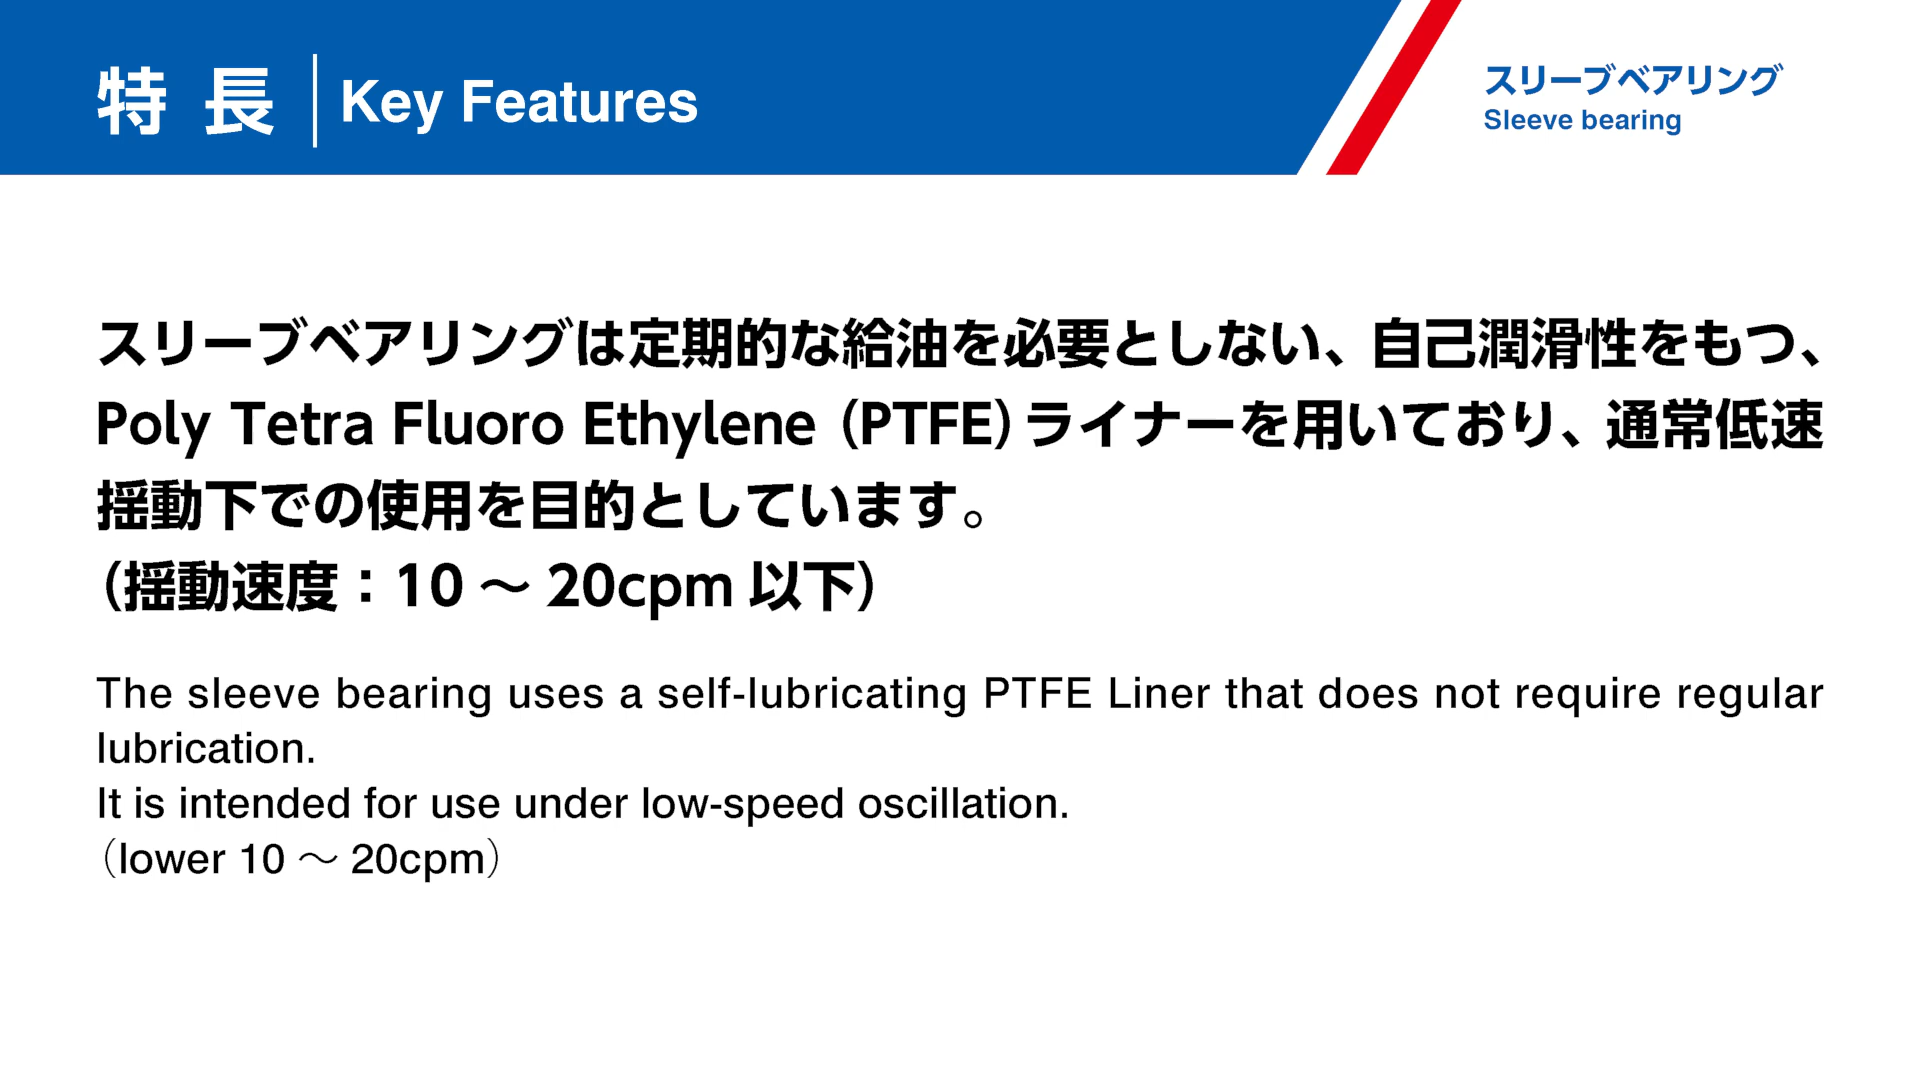 特 長 Key Features
スリーブベアリング
Sleeve bearing
スリーブベアリングは定期的な給油を必要としない、自己潤滑性をもつ、
Poly Tetra Fluoro Ethylene（PTFE）ライナーを用いており、通常低速
揺動下での使用を目的としています。
（揺動速度：10 ～ 20cpm 以下）
The sleeve bearing uses a self-lubricating PTFE Liner that does not require regular
lubrication.
It is intended for use under low-speed oscillation.
（lower 10 ～ 20cpm）